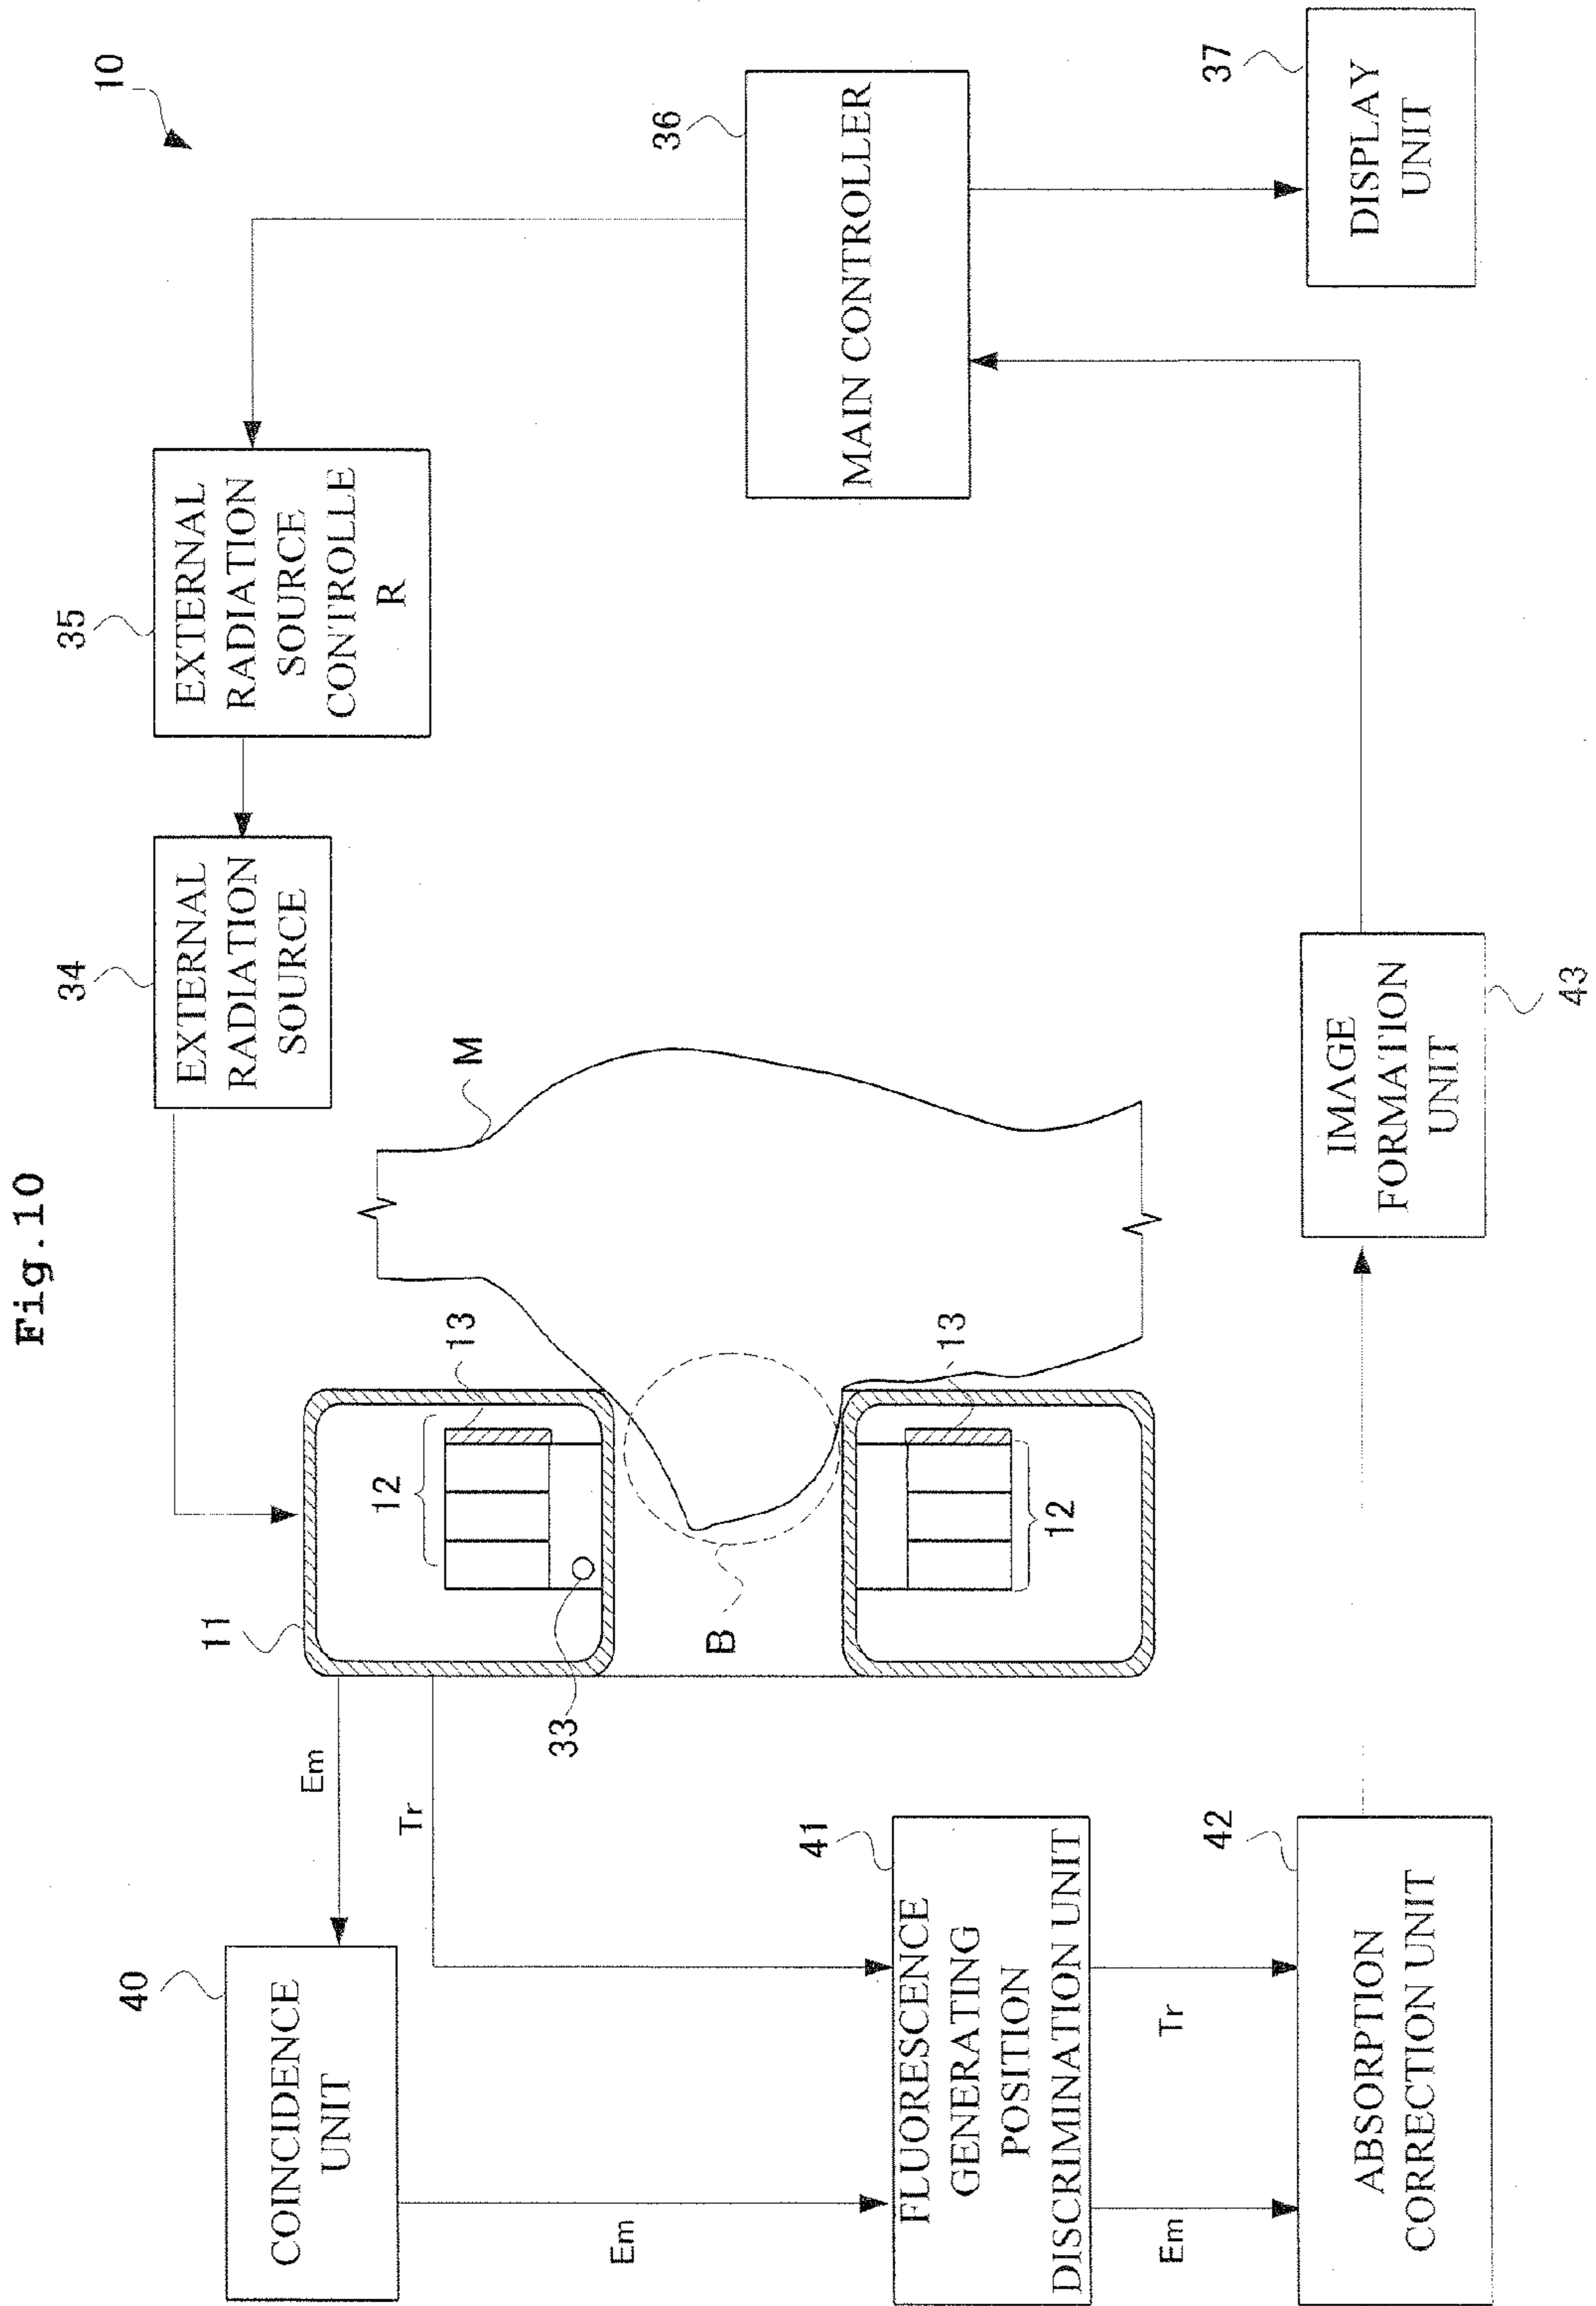 Fig.10
10
EXTERNAL
RADIATION
SOURCE
34
EXTERNAL
RADIATION
SOURCE
CONTROLLE
R
35
MAIN CONTROLLER
36
DISPLAY
UNIT
37
COINCIDENCE
UNIT
40
Em
Tr
11
12
13
33
B
M
12
13
Em
FLUORESCENCE
GENERATING
POSITION
DISCRIMINATION UNIT
41
Em
Tr
ABSORPTION
CORRECTION UNIT
42
IMAGE
FORMATION
UNIT
43